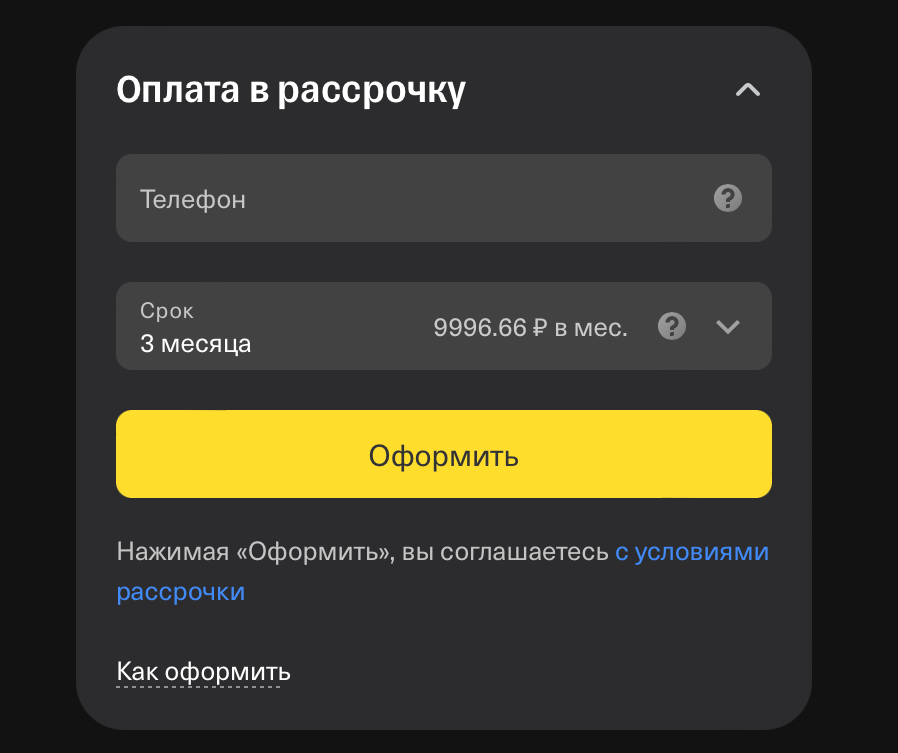 Оплата в рассрочку
Телефон
?
Срок
3 месяца
9996.66 ₽ в мес.
?
Оформить
Нажимая «Оформить», вы соглашаетесь с условиями
рассрочки
Как оформить